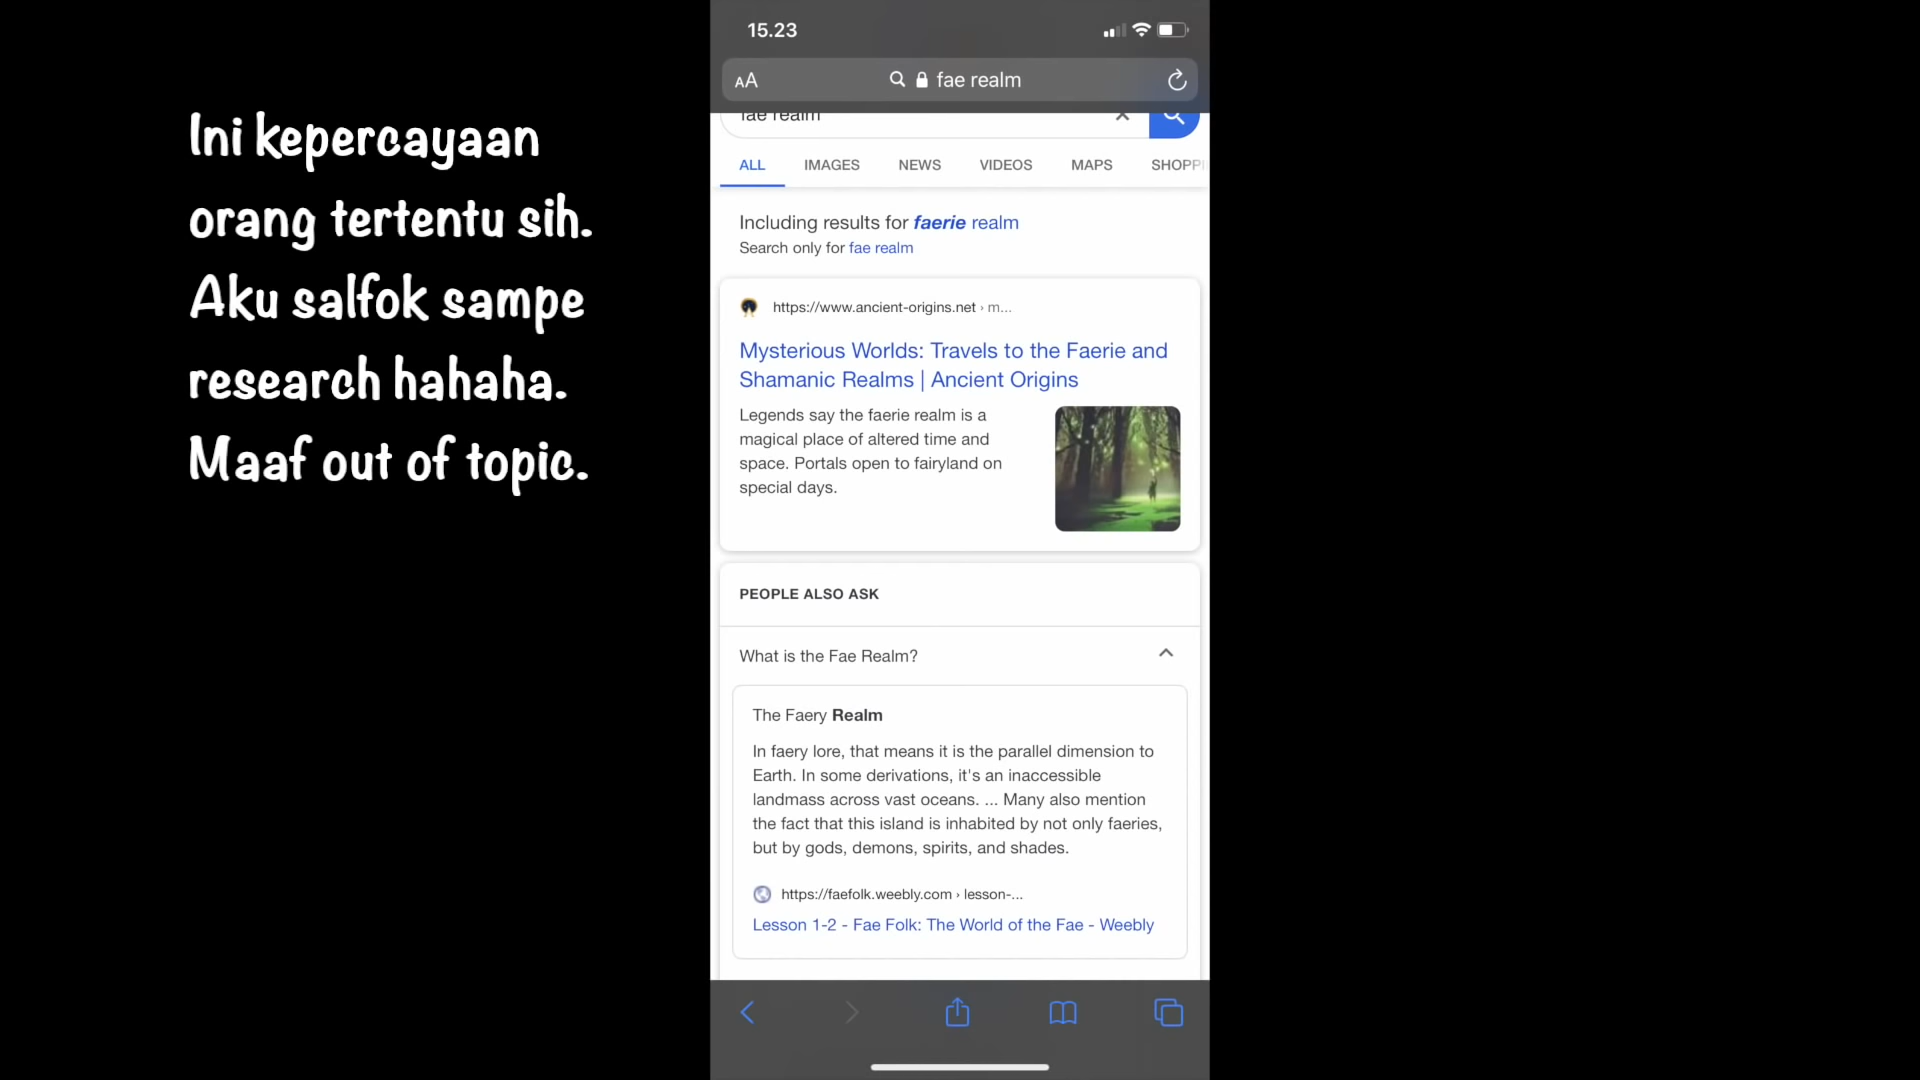 Ini kepercayaan
orang tertentu sih.
Aku salfok sampe
research hahaha.
Maaf out of topic.
15.23
AA fae realm
fae realm
ALL IMAGES NEWS VIDEOS MAPS SHOPPI
Including results for faerie realm
Search only for fae realm
https://www.ancient-origins.net › m...
Mysterious Worlds: Travels to the Faerie and
Shamanic Realms | Ancient Origins
Legends say the faerie realm is a
magical place of altered time and
space. Portals open to fairyland on
special days.
PEOPLE ALSO ASK
What is the Fae Realm?
The Faery Realm
In faery lore, that means it is the parallel dimension to
Earth. In some derivations, it's an inaccessible
landmass across vast oceans. ... Many also mention
the fact that this island is inhabited by not only faeries,
but by gods, demons, spirits, and shades.
https://faefolk.weebly.com › lesson-...
Lesson 1-2 - Fae Folk: The World of the Fae - Weebly